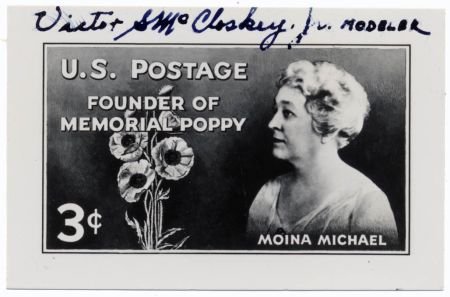 Victor S McCloskey, Jr. MODELER
U.S. POSTAGE
FOUNDER OF
MEMORIAL POPPY
3¢
MOINA MICHAEL